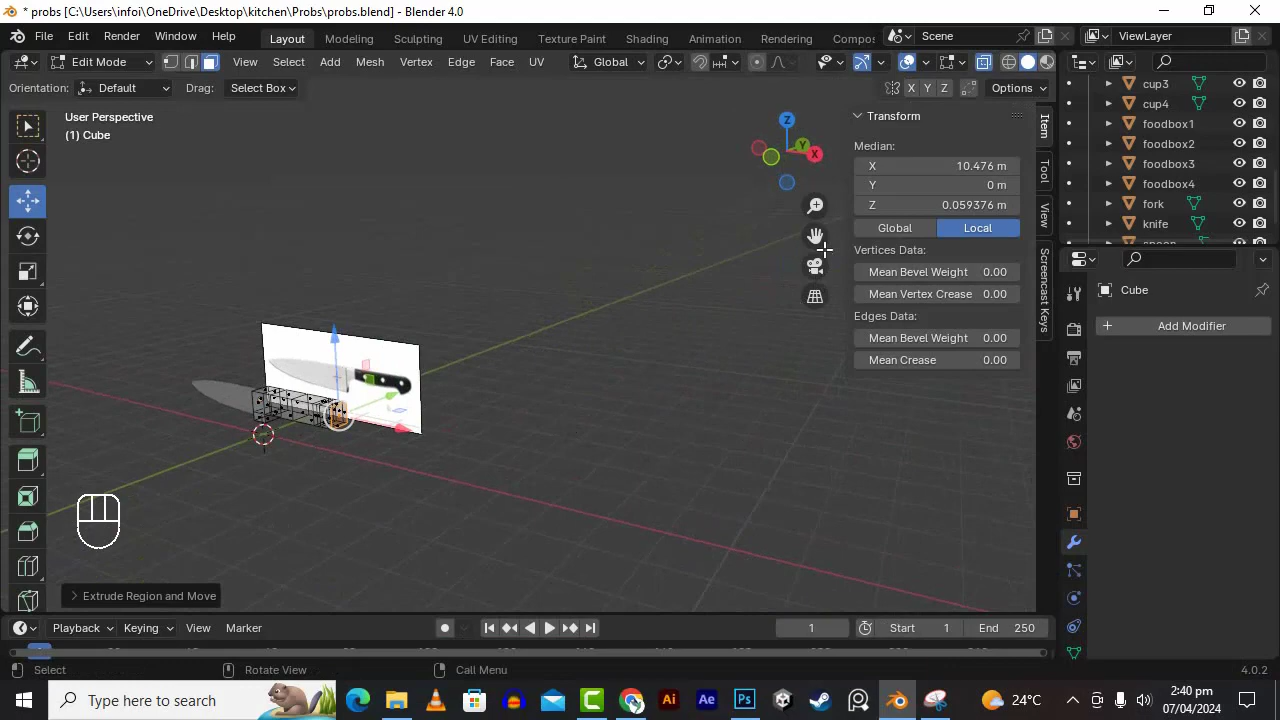 * probs [C:\Users\infoi\OneDrive\Desktop\kitchen\Probs\probs.blend] - Blender 4.0
File Edit Render Window Help Layout Modeling Sculpting UV Editing Texture Paint Shading Animation Compos Scene ViewLayer
Edit Mode View Select Add Mesh Vertex Edge Face UV Global
Orientation: Default Drag: Select Box X Y Z Options
User Perspective
(1) Cube
Z
Y
X
Transform
Median:
X 10.476 m
Y 0 m
Z 0.059376 m
Global Local
Vertices Data:
Mean Bevel Weight 0.00
Mean Vertex Crease 0.00
Edges Data:
Mean Bevel Weight 0.00
Mean Crease 0.00
Item
Tool
View
Screencast Keys
cup3
cup4
foodbox1
foodbox2
foodbox3
foodbox4
fork
knife
Cube
Add Modifier
Extrude Region and Move
Playback Keying View Marker 1 Start 1 End 250
Select Rotate View Call Menu 4.0.2
Type here to search
Ai Ae Ps
24°C
2:40 pm
07/04/2024